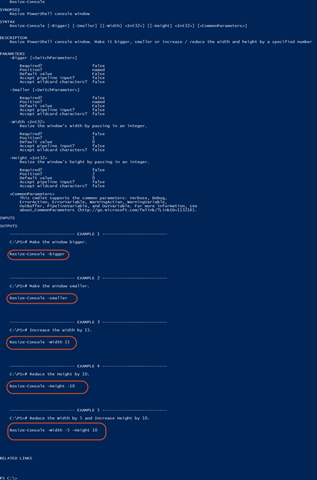 Resize-Console
SYNOPSIS
Resize PowerShell console window
SYNTAX
Resize-Console [-Bigger] [-Smaller] [[-Width] <Int32>] [[-Height] <Int32>] [<CommonParameters>]
DESCRIPTION
Resize PowerShell console window. Make it bigger, smaller or increase / reduce the width and height by a specified number
PARAMETERS
-Bigger [<SwitchParameter>]
Required? false
Position? named
Default value false
Accept pipeline input? false
Accept wildcard characters? false
-Smaller [<SwitchParameter>]
Required? false
Position? named
Default value false
Accept pipeline input? false
Accept wildcard characters? false
-Width <Int32>
Resize the window's width by passing in an integer.
Required? false
Position? 1
Default value 0
Accept pipeline input? false
Accept wildcard characters? false
-Height <Int32>
Resize the window's height by passing in an integer.
Required? false
Position? 2
Default value 0
Accept pipeline input? false
Accept wildcard characters? false
<CommonParameters>
This cmdlet supports the common parameters: Verbose, Debug,
ErrorAction, ErrorVariable, WarningAction, WarningVariable,
OutBuffer, PipelineVariable, and OutVariable. For more information, see
about_CommonParameters (http://go.microsoft.com/fwlink/?LinkID=113216).
INPUTS
OUTPUTS
-------------------------- EXAMPLE 1 --------------------------
C:\PS># Make the window bigger.
Resize-Console -bigger
-------------------------- EXAMPLE 2 --------------------------
C:\PS># Make the window smaller.
Resize-Console -smaller
-------------------------- EXAMPLE 3 --------------------------
C:\PS># Increase the width by 15.
Resize-Console -Width 15
-------------------------- EXAMPLE 4 --------------------------
C:\PS># Reduce the Height by 10.
Resize-Console -Height -10
-------------------------- EXAMPLE 5 --------------------------
C:\PS># Reduce the Width by 5 and Increase Height by 10.
Resize-Console -Width -5 -Height 10
RELATED LINKS
PS C:\>